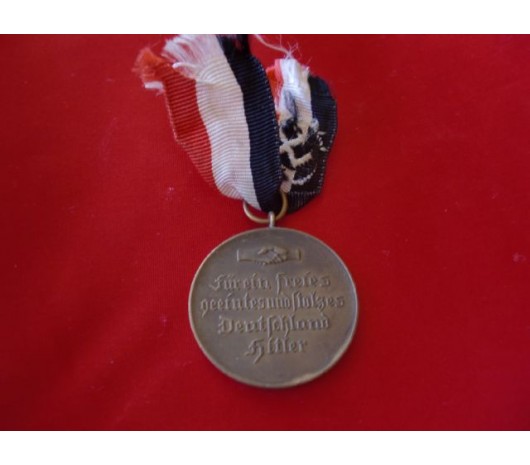 Für ein freies
geeintes und stolzes
Deutschland
Hitler